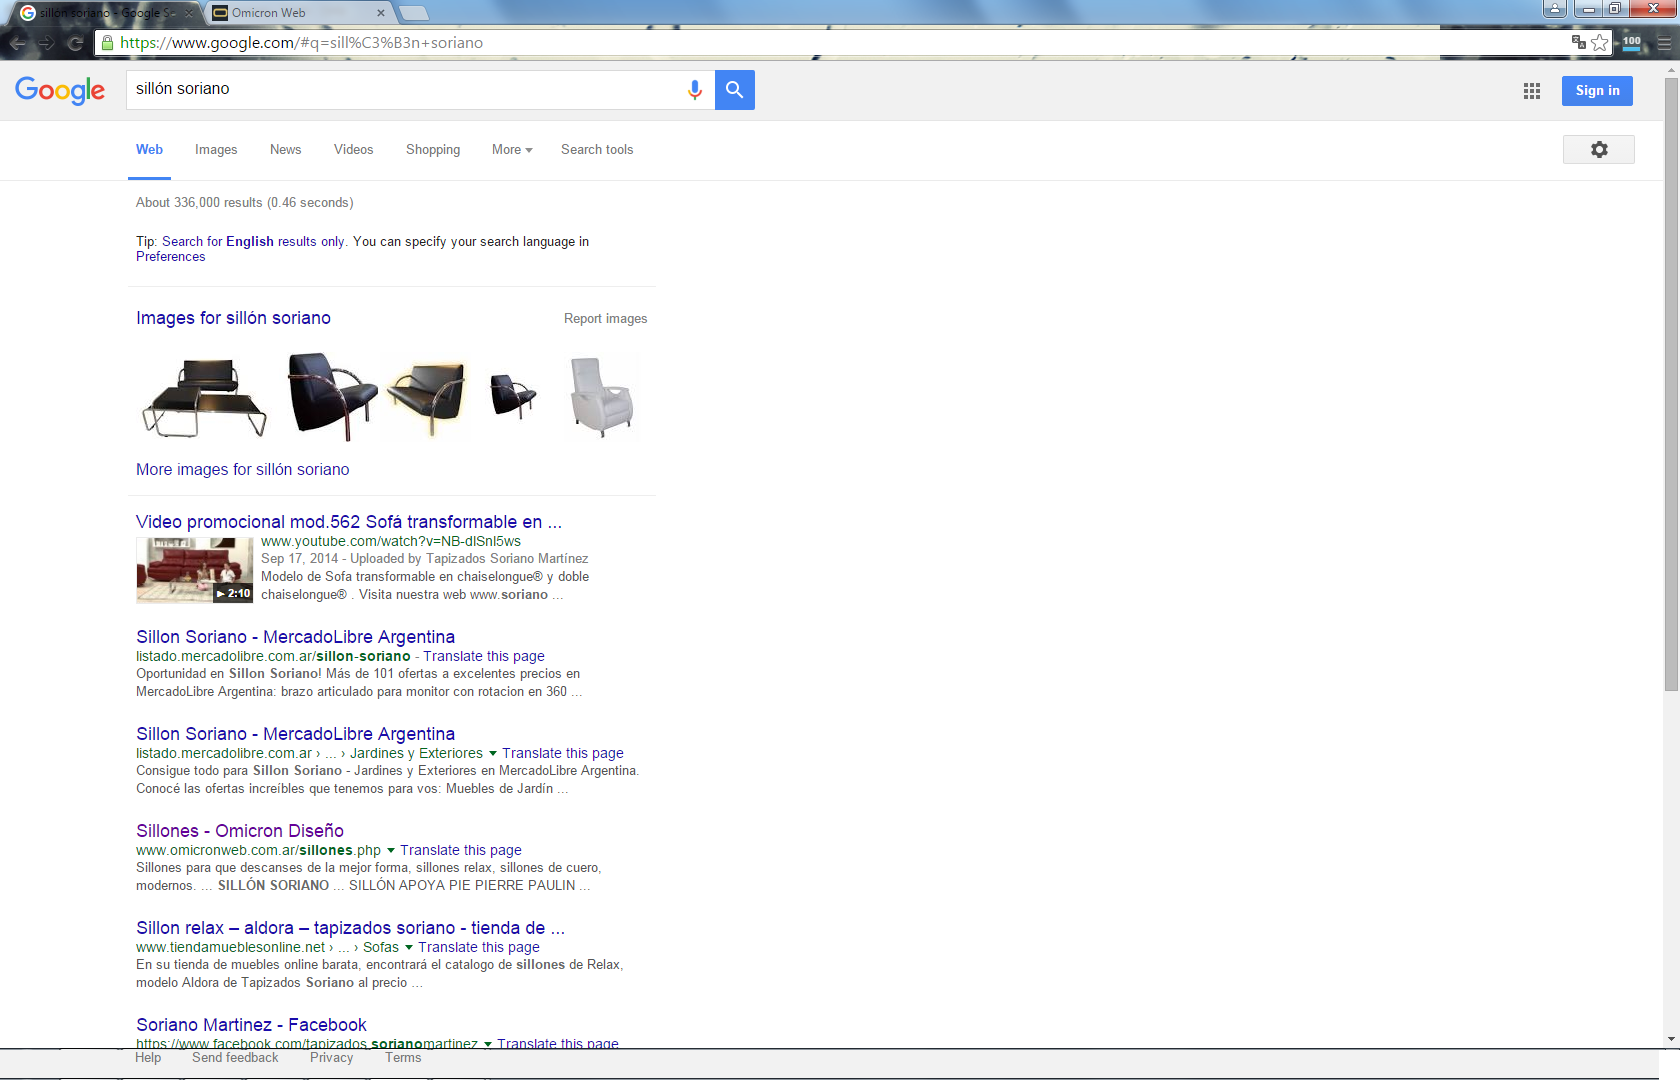 sillón soriano - Google S
Omicron Web
https://www.google.com/#q=sill%C3%B3n+soriano
100
Google
sillón soriano
Sign in
Web
Images
News
Videos
Shopping
More
Search tools
About 336,000 results (0.46 seconds)
Tip: Search for English results only. You can specify your search language in
Preferences
Images for sillón soriano
Report images
More images for sillón soriano
Video promocional mod.562 Sofá transformable en ...
www.youtube.com/watch?v=NB-dISnI5ws
Sep 17, 2014 - Uploaded by Tapizados Soriano Martínez
Modelo de Sofa transformable en chaiselongue® y doble
chaiselongue® . Visita nuestra web www.soriano ...
2:10
Sillon Soriano - MercadoLibre Argentina
listado.mercadolibre.com.ar/sillon-soriano - Translate this page
Oportunidad en Sillon Soriano! Más de 101 ofertas a excelentes precios en
MercadoLibre Argentina: brazo articulado para monitor con rotacion en 360 ...
Sillon Soriano - MercadoLibre Argentina
listado.mercadolibre.com.ar › ... › Jardines y Exteriores Translate this page
Consigue todo para Sillon Soriano - Jardines y Exteriores en MercadoLibre Argentina.
Conocé las ofertas increíbles que tenemos para vos: Muebles de Jardín ...
Sillones - Omicron Diseño
www.omicronweb.com.ar/sillones.php Translate this page
Sillones para que descanses de la mejor forma, sillones relax, sillones de cuero,
modernos. ... SILLÓN SORIANO ... SILLÓN APOYA PIE PIERRE PAULIN ...
Sillon relax – aldora – tapizados soriano - tienda de ...
www.tiendamueblesonline.net › ... › Sofas Translate this page
En su tienda de muebles online barata, encontrará el catalogo de sillones de Relax,
modelo Aldora de Tapizados Soriano al precio ...
Soriano Martinez - Facebook
https://www.facebook.com/tapizados.sorianomartinez Translate this page
Help
Send feedback
Privacy
Terms